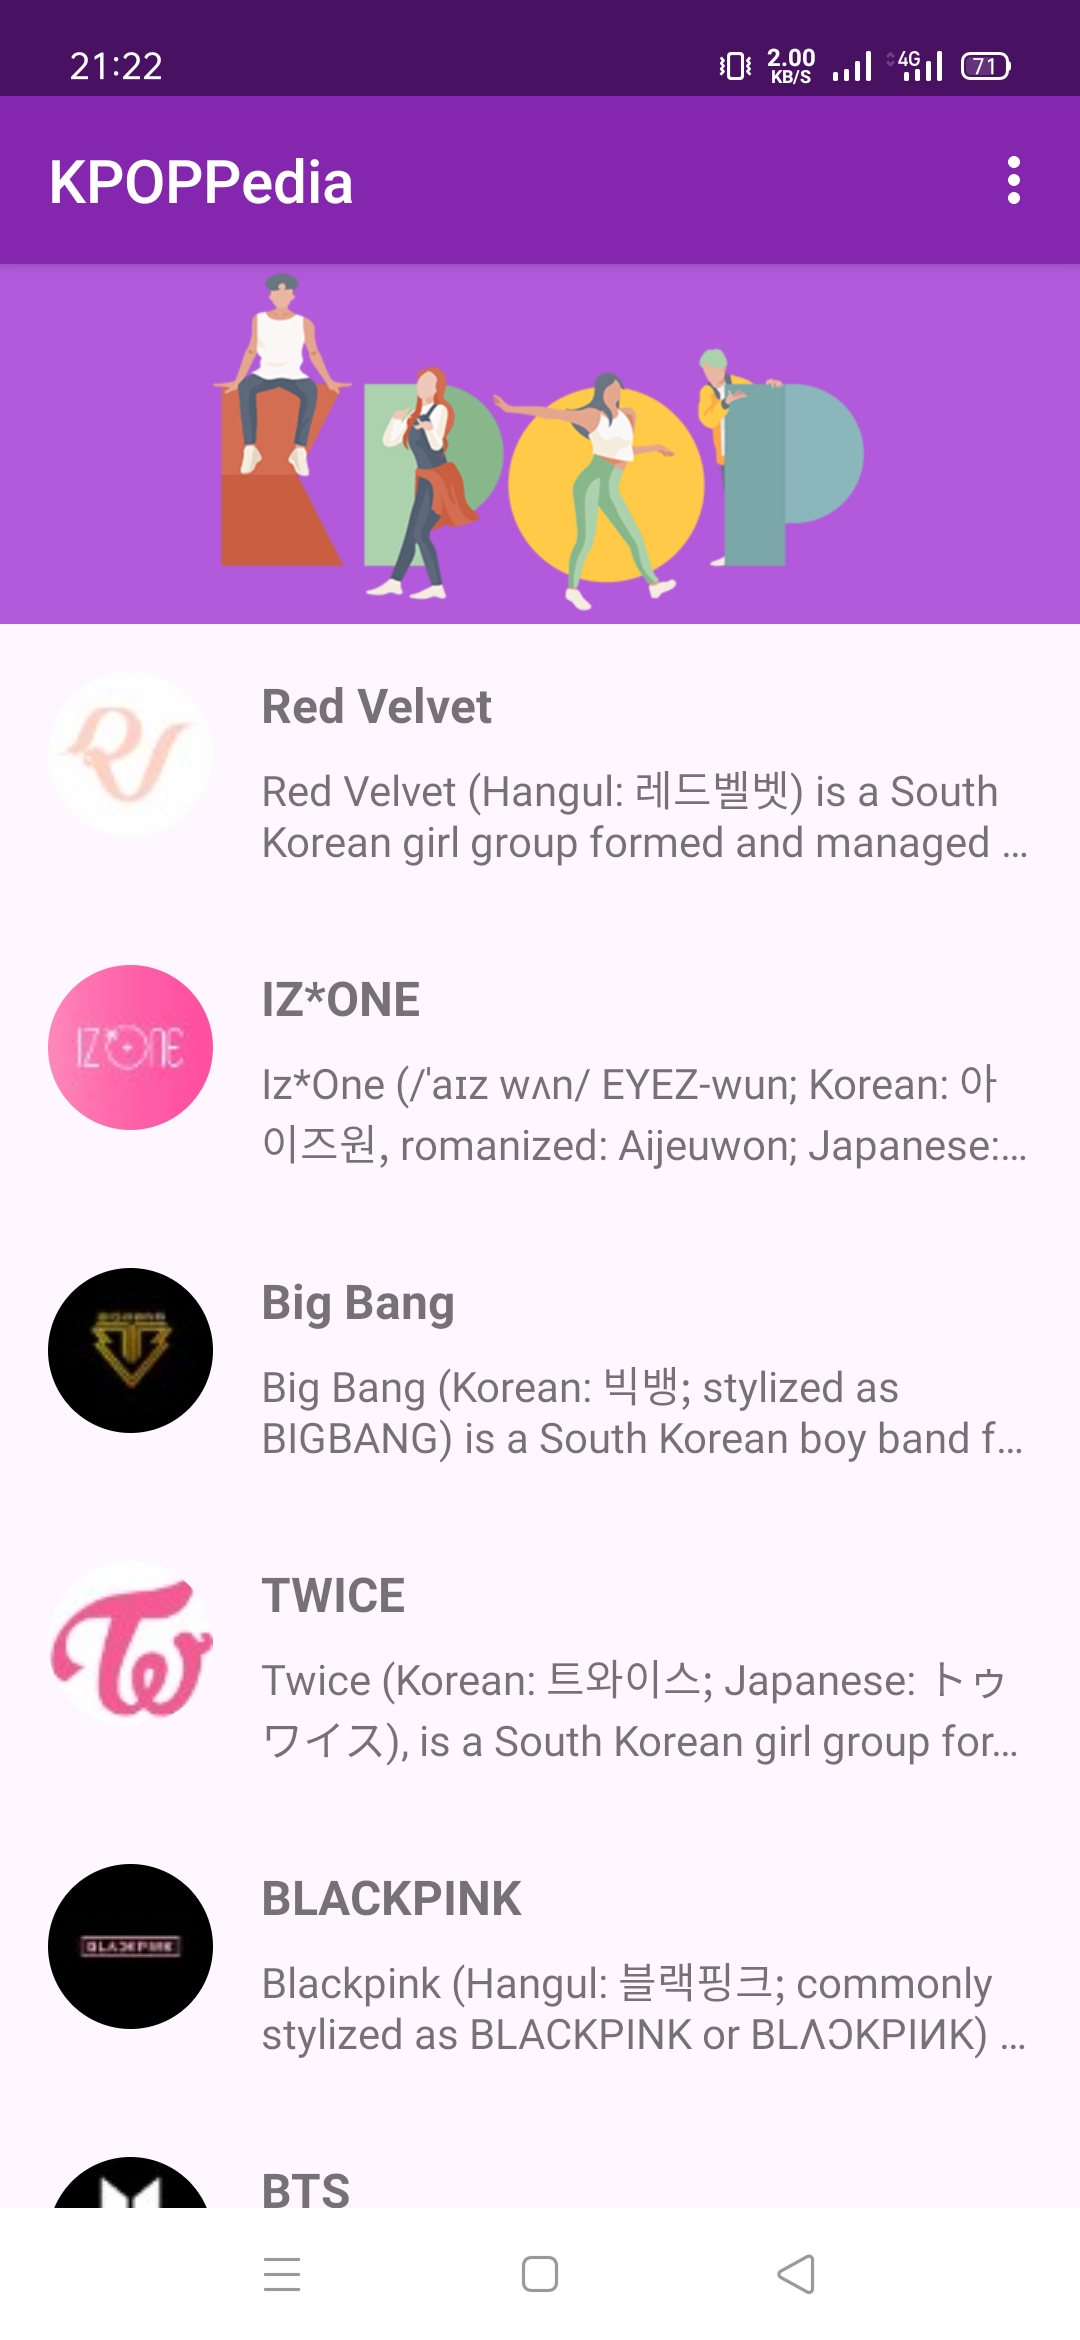 21:22
2.00
KB/S
4G
71
KPOPPedia
KPOP
Red Velvet
Red Velvet (Hangul: 레드벨벳) is a South
Korean girl group formed and managed ...
IZ*ONE
IZ*ONE
Iz*One (/ˈaɪz wʌn/ EYEZ-wun; Korean: 아
이즈원, romanized: Aijeuwon; Japanese:...
Big Bang
Big Bang (Korean: 빅뱅; stylized as
BIGBANG) is a South Korean boy band f...
TWICE
Twice (Korean: 트와이스; Japanese: トゥ
ワイス), is a South Korean girl group for...
BLACKPINK
BLACKPINK
Blackpink (Hangul: 블랙핑크; commonly
stylized as BLACKPINK or BLΛƆKPIИK) ...
BTS